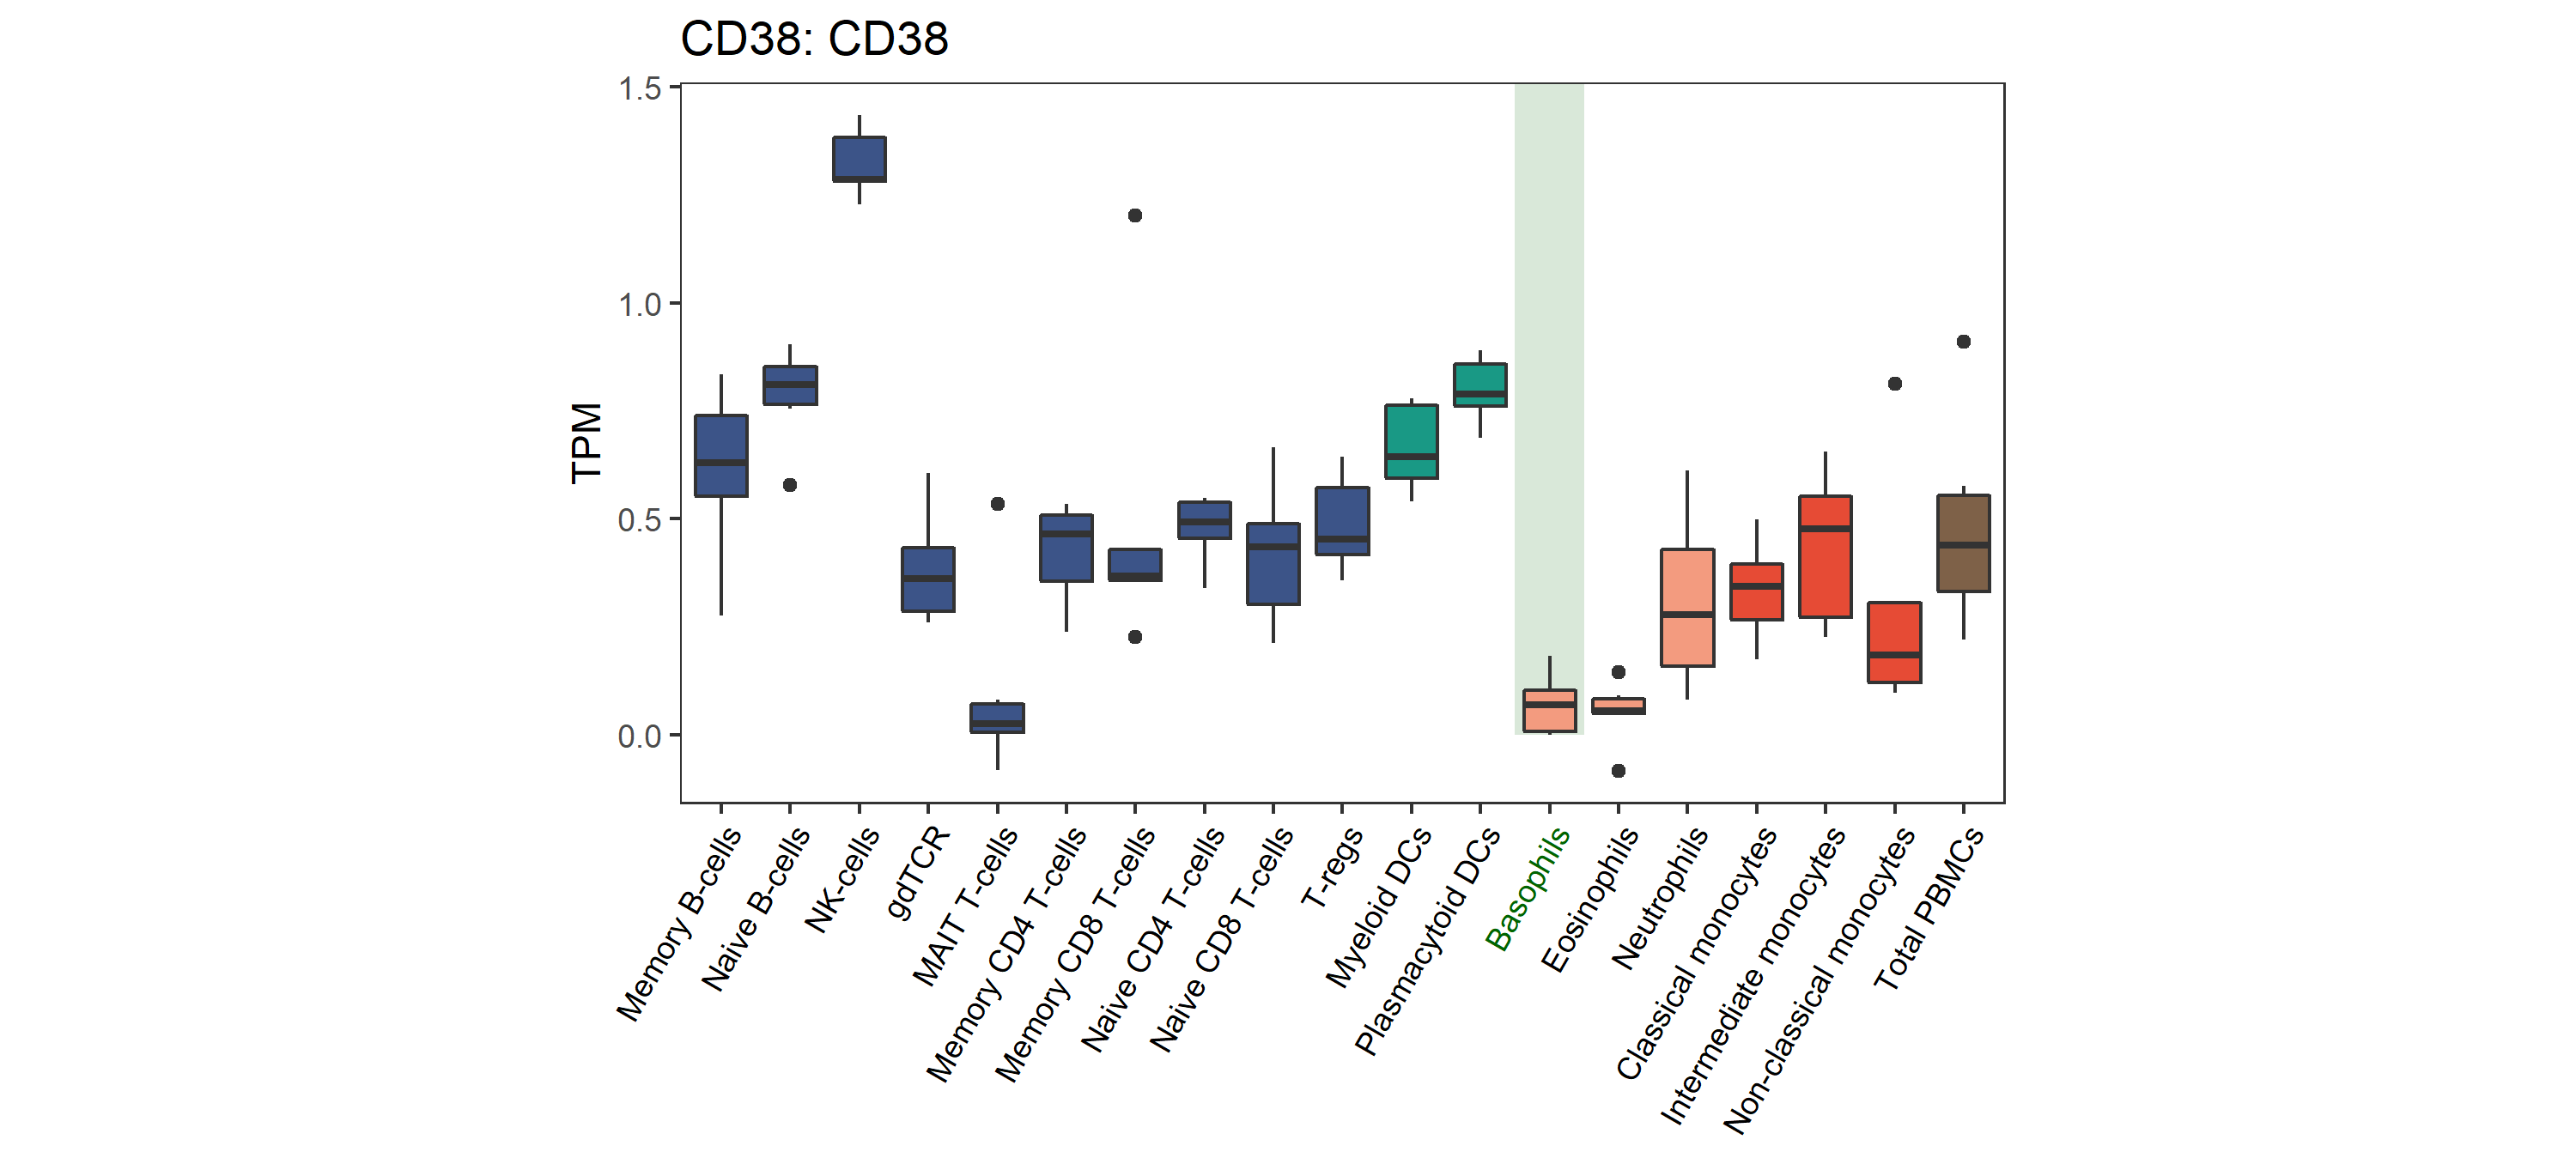 CD38: CD38
1.5
1.0
0.5
0.0
TPM
Memory B-cells
Naive B-cells
NK-cells
gdTCR
MAIT T-cells
Memory CD4 T-cells
Memory CD8 T-cells
Naive CD4 T-cells
Naive CD8 T-cells
T-regs
Myeloid DCs
Plasmacytoid DCs
Basophils
Eosinophils
Neutrophils
Classical monocytes
Intermediate monocytes
Non-classical monocytes
Total PBMCs